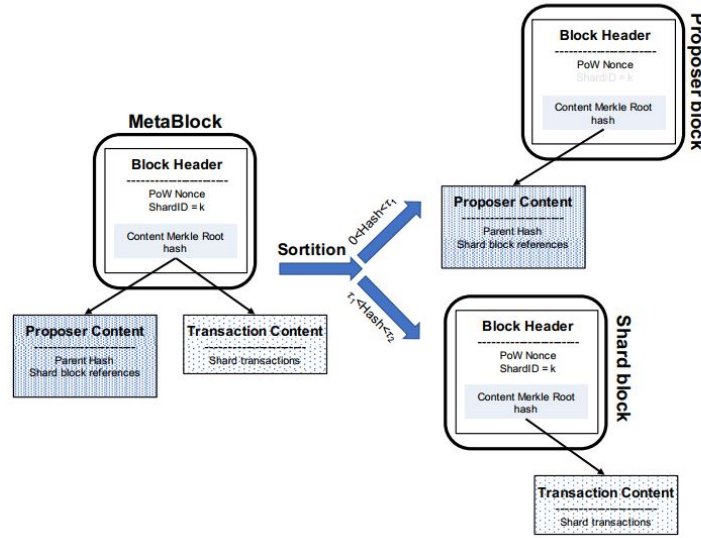 MetaBlock
Block Header
PoW Nonce
ShardID = k
Content Merkle Root
hash
Proposer Content
Parent Hash
Shard block references
Transaction Content
Shard transactions
Sortition
0<Hash<τ₁
τ₁<Hash<τ₂
Proposer block
Block Header
PoW Nonce
ShardID = k
Content Merkle Root
hash
Proposer Content
Parent Hash
Shard block references
Shard block
Block Header
PoW Nonce
ShardID = k
Content Merkle Root
hash
Transaction Content
Shard transactions